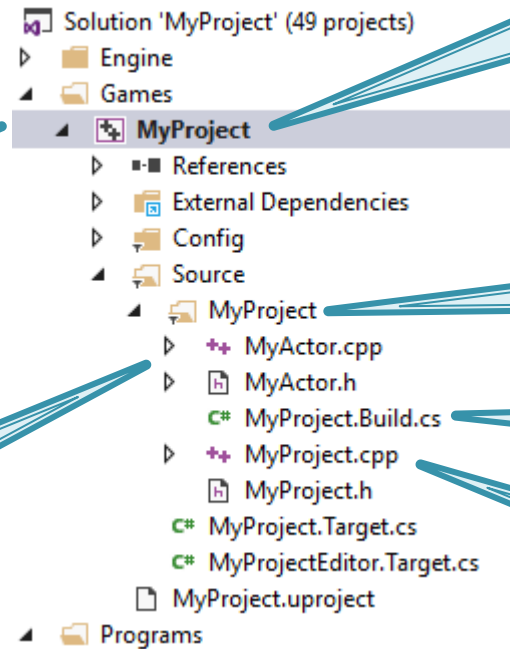 Solution 'MyProject' (49 projects)
Engine
Games
MyProject
References
External Dependencies
Config
Source
MyProject
MyActor.cpp
MyActor.h
MyProject.Build.cs
MyProject.cpp
MyProject.h
MyProject.Target.cs
MyProjectEditor.Target.cs
MyProject.uproject
Programs